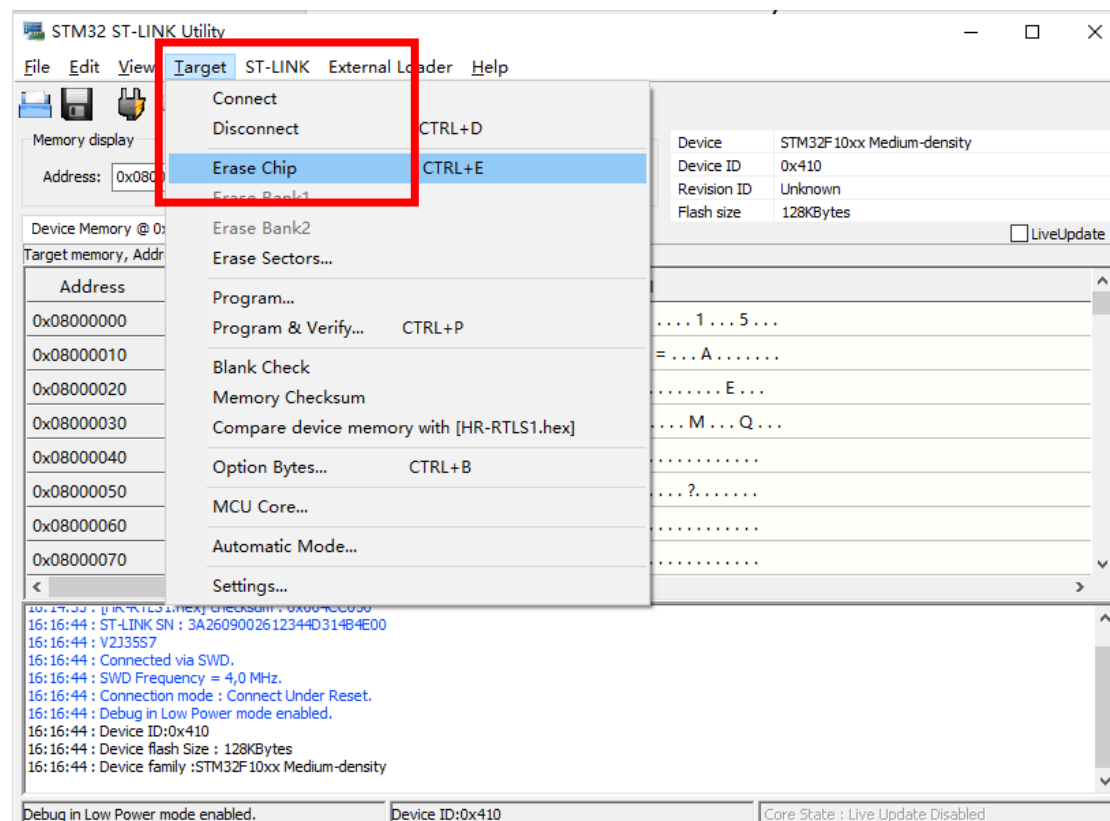 STM32 ST-LINK Utility
File Edit View Target ST-LINK External Loader Help
Connect
Disconnect CTRL+D
Erase Chip CTRL+E
Erase Bank1
Erase Bank2
Erase Sectors...
Program...
Program & Verify... CTRL+P
Blank Check
Memory Checksum
Compare device memory with [HR-RTLS1.hex]
Option Bytes... CTRL+B
MCU Core...
Automatic Mode...
Settings...
Memory display
Address: 0x0800
Device STM32F10xx Medium-density
Device ID 0x410
Revision ID Unknown
Flash size 128KBytes
LiveUpdate
Device Memory @ 0x
Target memory, Addr
Address
0x08000000 . . . . 1 . . . 5 . . .
0x08000010 = . . . A . . . . . . .
0x08000020 . . . . . . . . E . . .
0x08000030 . . . . M . . . Q . . .
0x08000040 . . . . . . . . . . . .
0x08000050 . . . . ? . . . . . . .
0x08000060 . . . . . . . . . . . .
0x08000070 . . . . . . . . . . . .
16:16:44 : ST-LINK SN : 3A2609002612344D314B4E00
16:16:44 : V2J35S7
16:16:44 : Connected via SWD.
16:16:44 : SWD Frequency = 4,0 MHz.
16:16:44 : Connection mode : Connect Under Reset.
16:16:44 : Debug in Low Power mode enabled.
16:16:44 : Device ID:0x410
16:16:44 : Device flash Size : 128KBytes
16:16:44 : Device family :STM32F10xx Medium-density
Debug in Low Power mode enabled. Device ID:0x410 Core State : Live Update Disabled